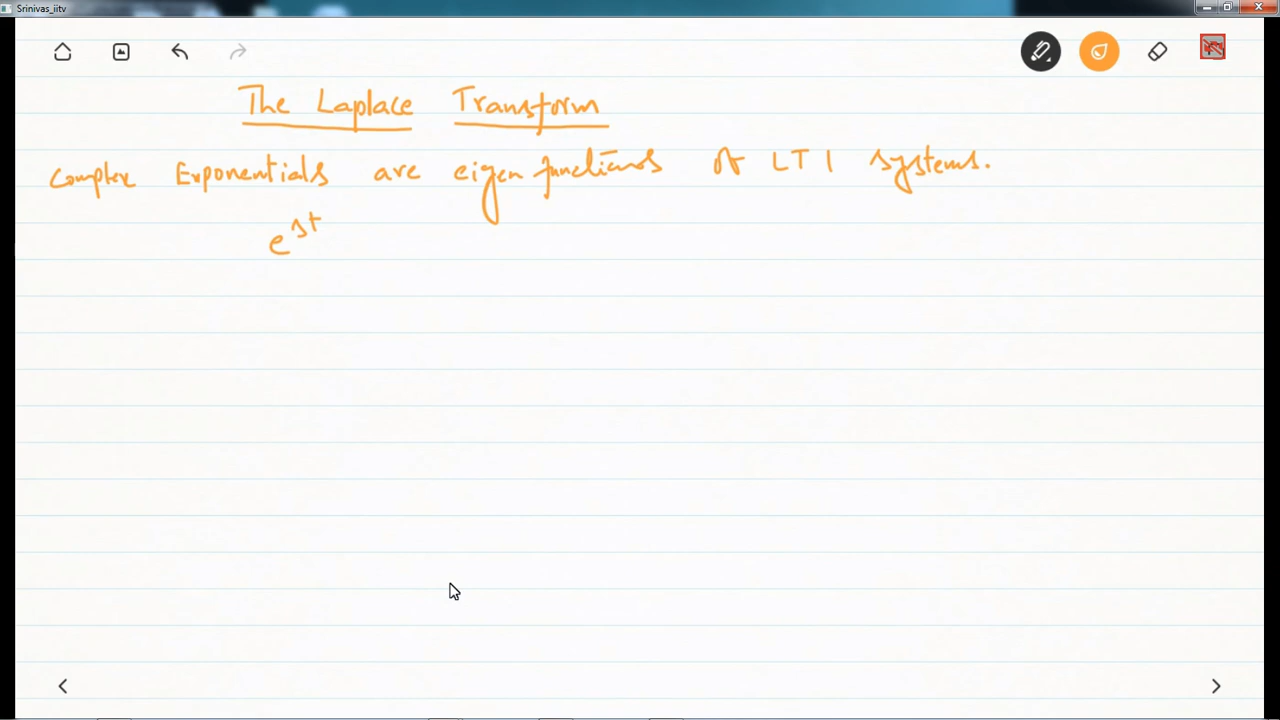 Srinivas_iitv
The Laplace Transform
Complex Exponentials are eigen functions of LTI systems.
e^st